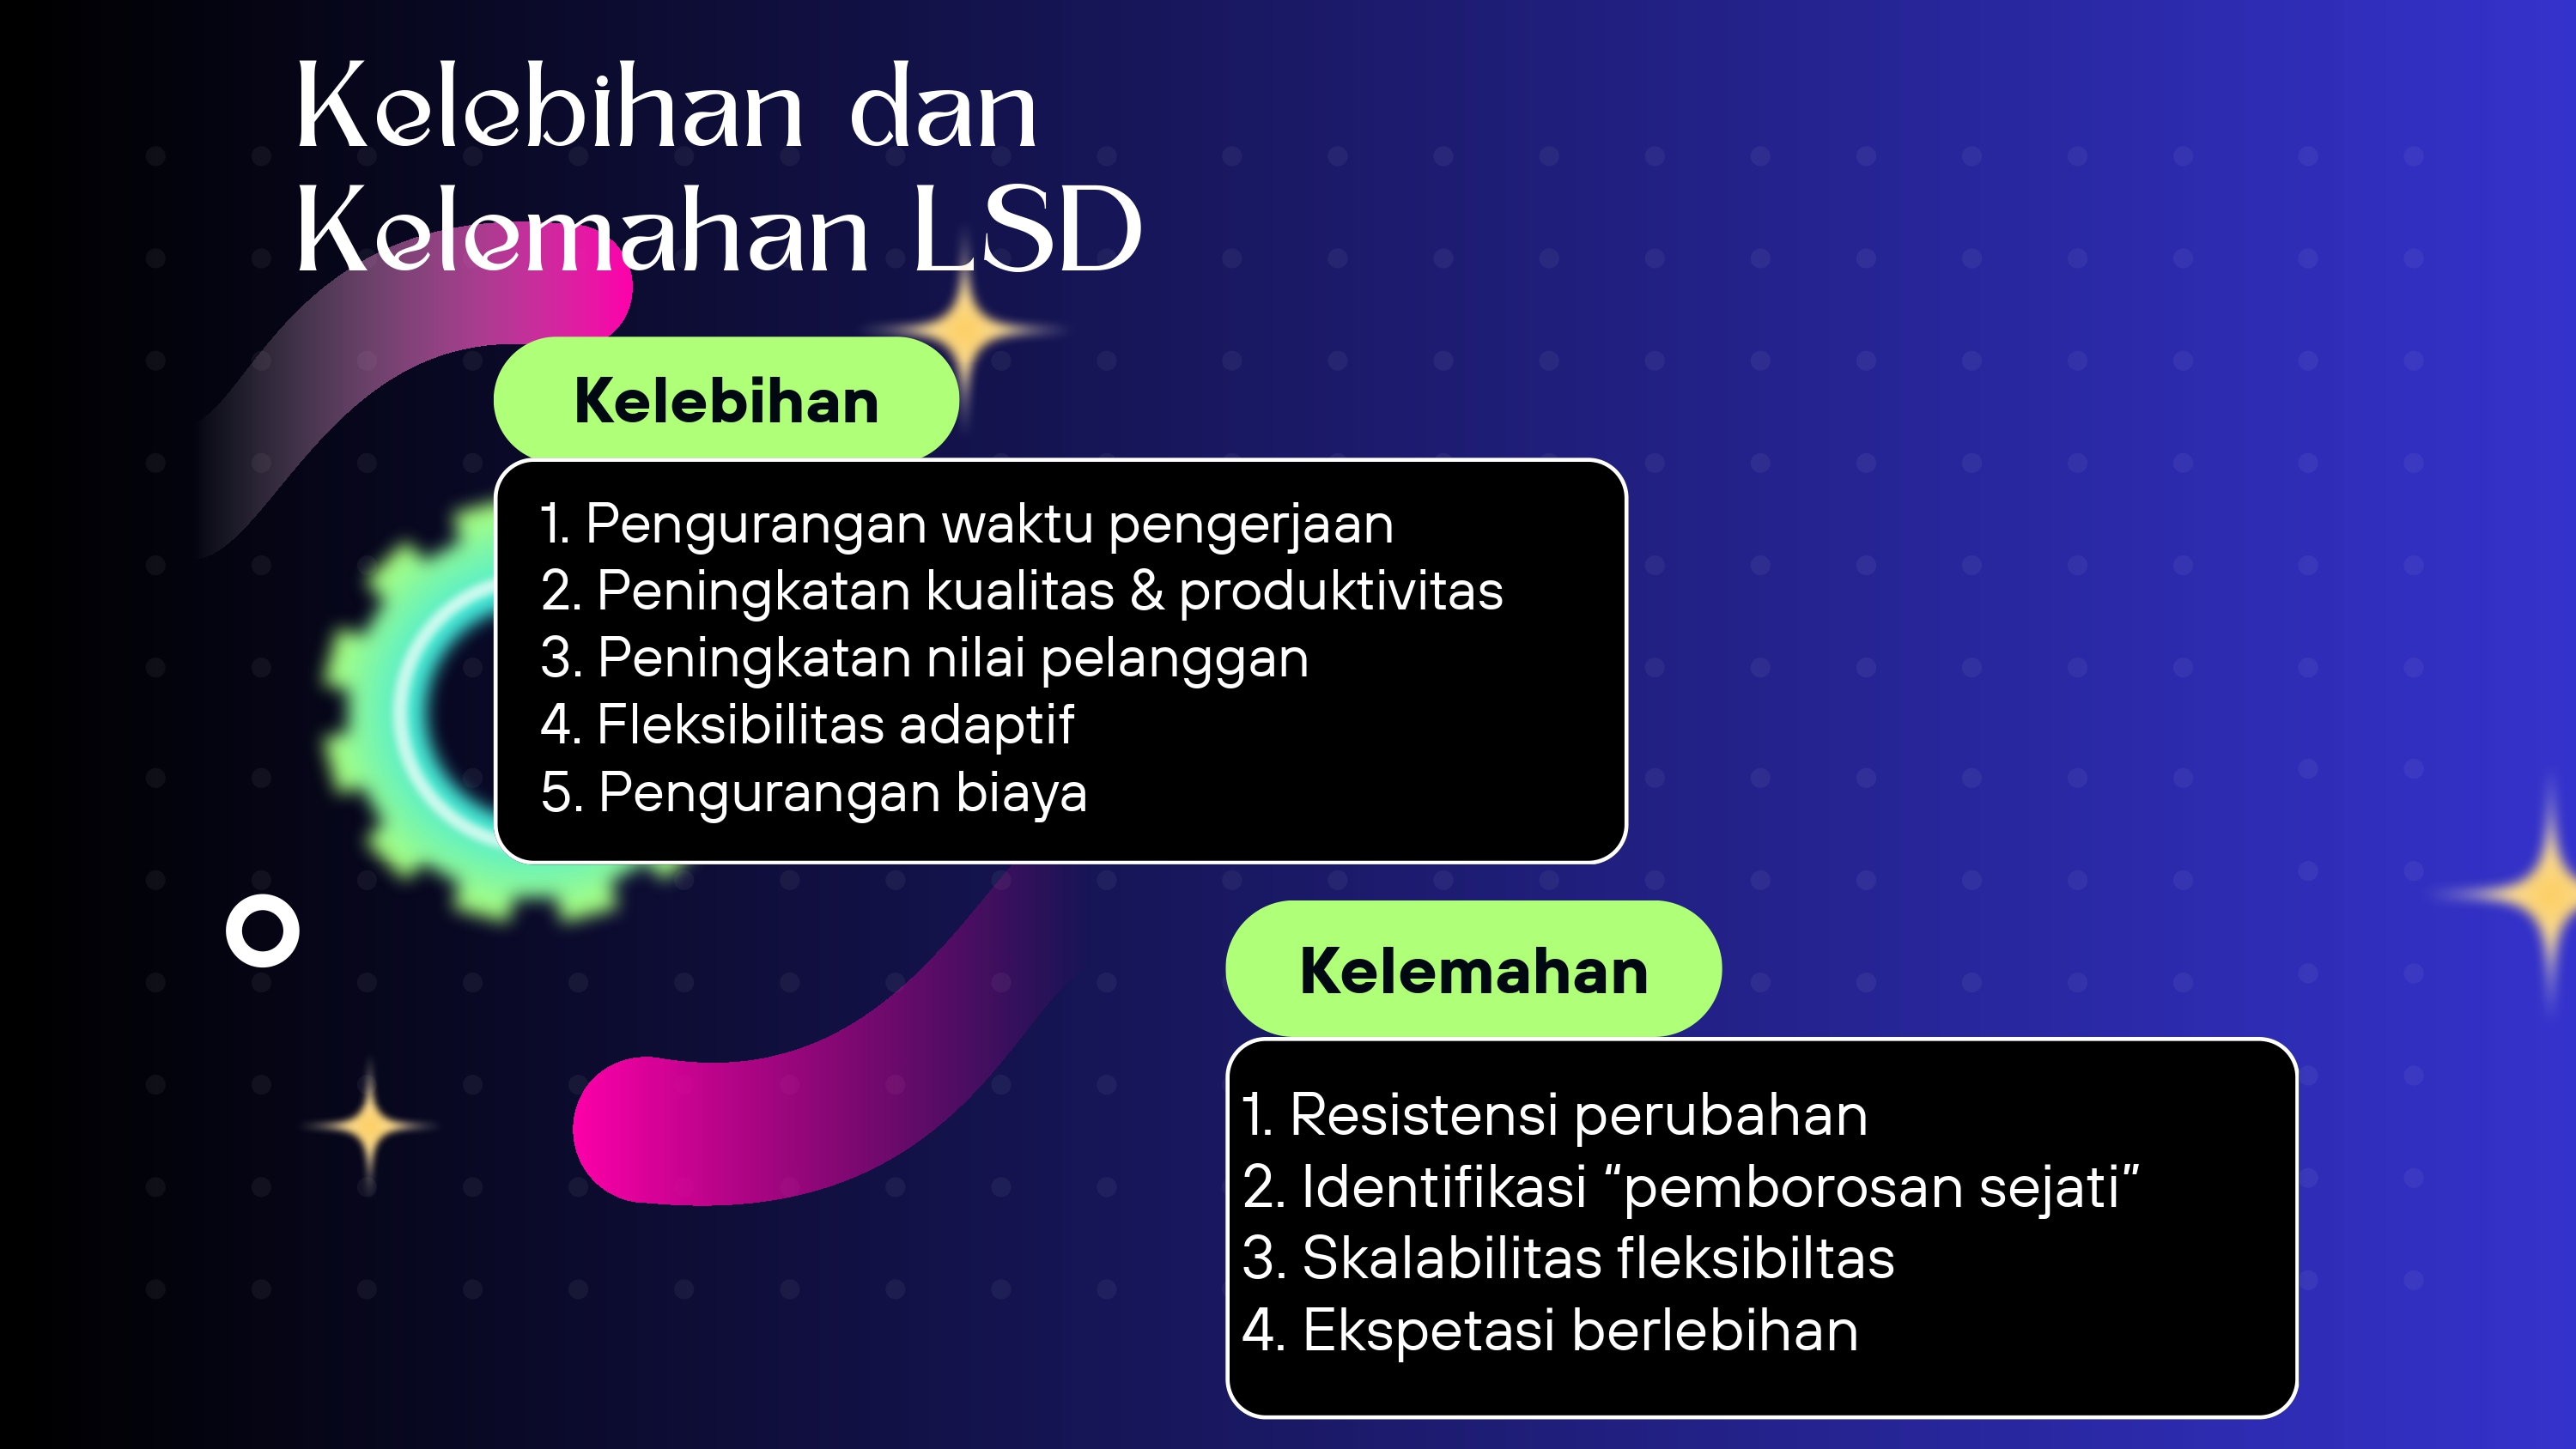 Kelebihan dan
Kelemahan LSD
Kelebihan
1. Pengurangan waktu pengerjaan
2. Peningkatan kualitas & produktivitas
3. Peningkatan nilai pelanggan
4. Fleksibilitas adaptif
5. Pengurangan biaya
Kelemahan
1. Resistensi perubahan
2. Identifikasi “pemborosan sejati”
3. Skalabilitas fleksibiltas
4. Ekspetasi berlebihan